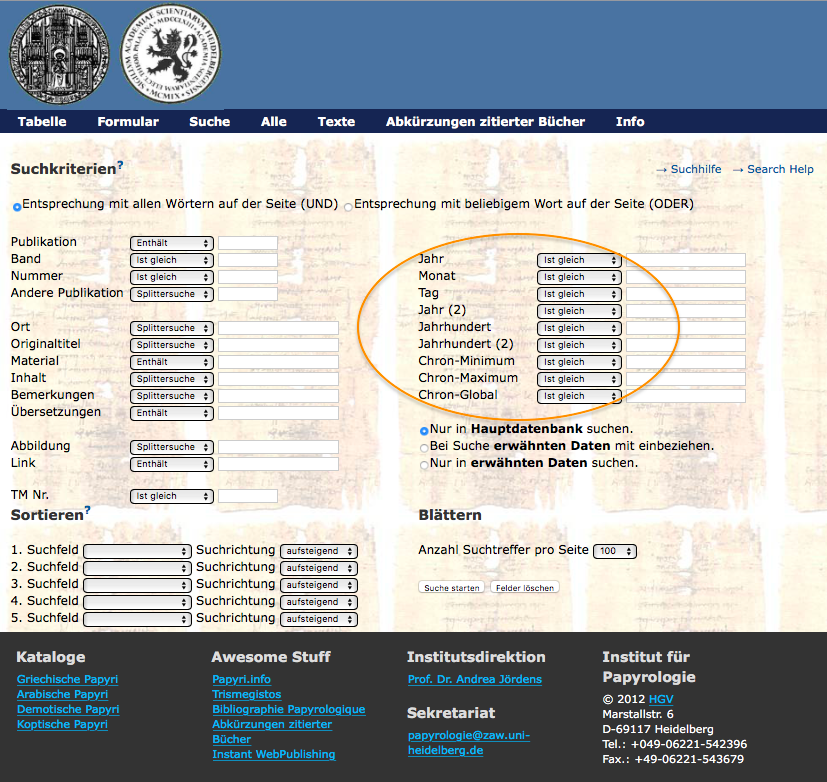 Tabelle Formular Suche Alle Texte Abkürzungen zitierter Bücher Info
Suchkriterien?
→ Suchhilfe → Search Help
Entsprechung mit allen Wörtern auf der Seite (UND) Entsprechung mit beliebigem Wort auf der Seite (ODER)
Publikation Enthält
Band Ist gleich
Nummer Ist gleich
Andere Publikation Splittersuche
Ort Splittersuche
Originaltitel Splittersuche
Material Enthält
Inhalt Splittersuche
Bemerkungen Splittersuche
Übersetzungen Enthält
Abbildung Splittersuche
Link Enthält
TM Nr. Ist gleich
Jahr Ist gleich
Monat Ist gleich
Tag Ist gleich
Jahr (2) Ist gleich
Jahrhundert Ist gleich
Jahrhundert (2) Ist gleich
Chron-Minimum Ist gleich
Chron-Maximum Ist gleich
Chron-Global Ist gleich
Nur in Hauptdatenbank suchen.
Bei Suche erwähnten Daten mit einbeziehen.
Nur in erwähnten Daten suchen.
Sortieren?
1. Suchfeld Suchrichtung aufsteigend
2. Suchfeld Suchrichtung aufsteigend
3. Suchfeld Suchrichtung aufsteigend
4. Suchfeld Suchrichtung aufsteigend
5. Suchfeld Suchrichtung aufsteigend
Blättern
Anzahl Suchtreffer pro Seite 100
Suche starten Felder löschen
Kataloge
Griechische Papyri
Arabische Papyri
Demotische Papyri
Koptische Papyri
Awesome Stuff
Papyri.info
Trismegistos
Bibliographie Papyrologique
Abkürzungen zitierter
Bücher
Instant WebPublishing
Institutsdirektion
Prof. Dr. Andrea Jördens
Sekretariat
papyrologie@zaw.uni-
heidelberg.de
Institut für
Papyrologie
© 2012 HGV
Marstallstr. 6
D-69117 Heidelberg
Tel.: +049-06221-542396
Fax.: +49-06221-543679